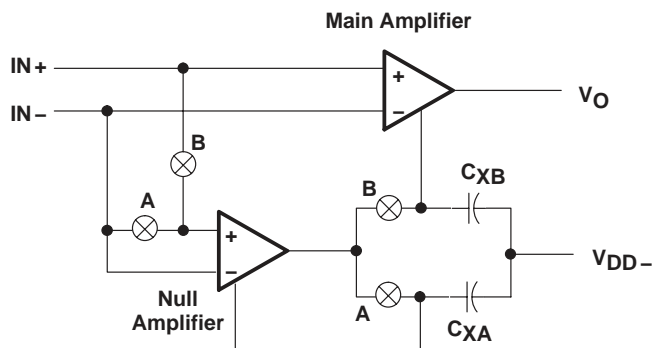 Main Amplifier
IN+
+
IN−
−
VO
B
B
CXB
A
+
−
VDD−
Null
Amplifier
A
CXA